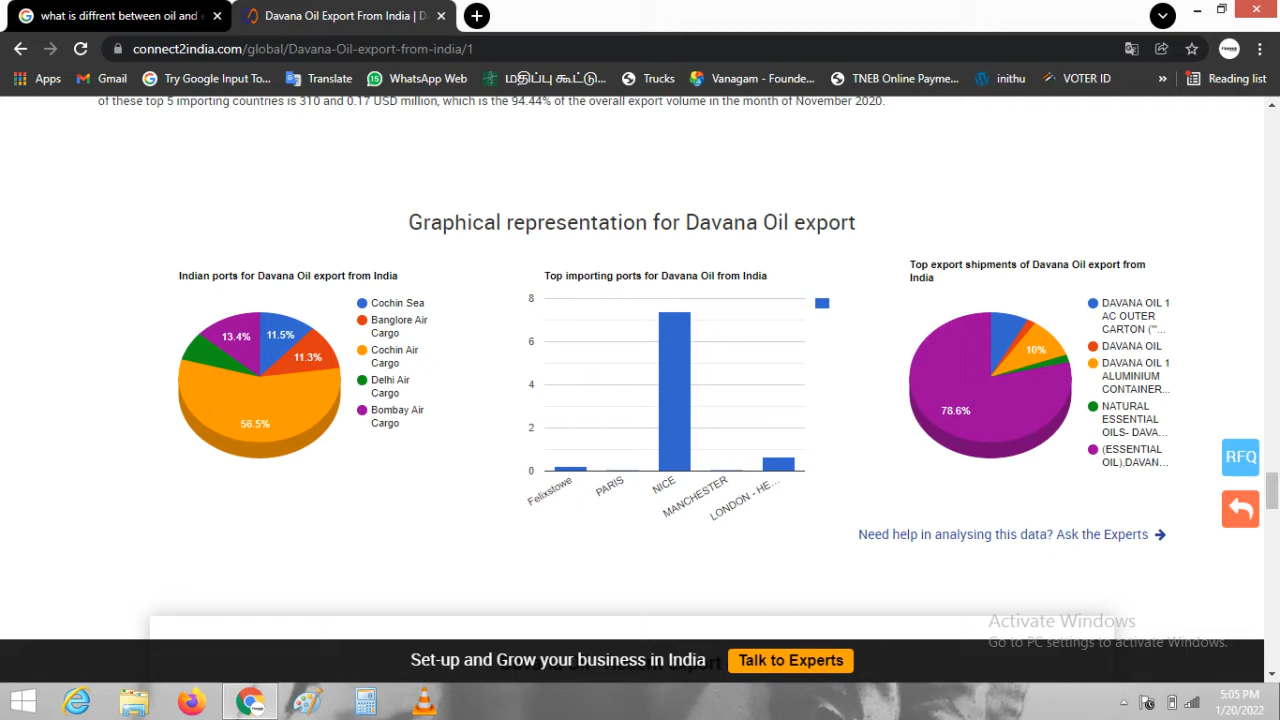 what is diffrent between oil and e
Davana Oil Export From India | Da
connect2india.com/global/Davana-Oil-export-from-india/1
Apps
Gmail
Try Google Input To...
Translate
WhatsApp Web
மதிப்பு கூட்டு...
Trucks
Vanagam - Founde...
TNEB Online Payme...
inithu
VOTER ID
»
Reading list
of these top 5 importing countries is 310 and 0.17 USD million, which is the 94.44% of the overall export volume in the month of November 2020.
Graphical representation for Davana Oil export
Indian ports for Davana Oil export from India
11.5%
11.3%
56.5%
13.4%
Cochin Sea
Banglore Air
Cargo
Cochin Air
Cargo
Delhi Air
Cargo
Bombay Air
Cargo
Top importing ports for Davana Oil from India
8
6
4
2
0
Felixstowe
PARIS
NICE
MANCHESTER
LONDON - HE...
Top export shipments of Davana Oil export from
India
10%
78.6%
DAVANA OIL 1
AC OUTER
CARTON ("'...
DAVANA OIL
DAVANA OIL 1
ALUMINIUM
CONTAINER...
NATURAL
ESSENTIAL
OILS- DAVA...
(ESSENTIAL
OIL),DAVAN...
RFQ
Need help in analysing this data? Ask the Experts
Activate Windows
Go to PC settings to activate Windows.
Set-up and Grow your business in India
Talk to Experts
5:05 PM
1/20/2022